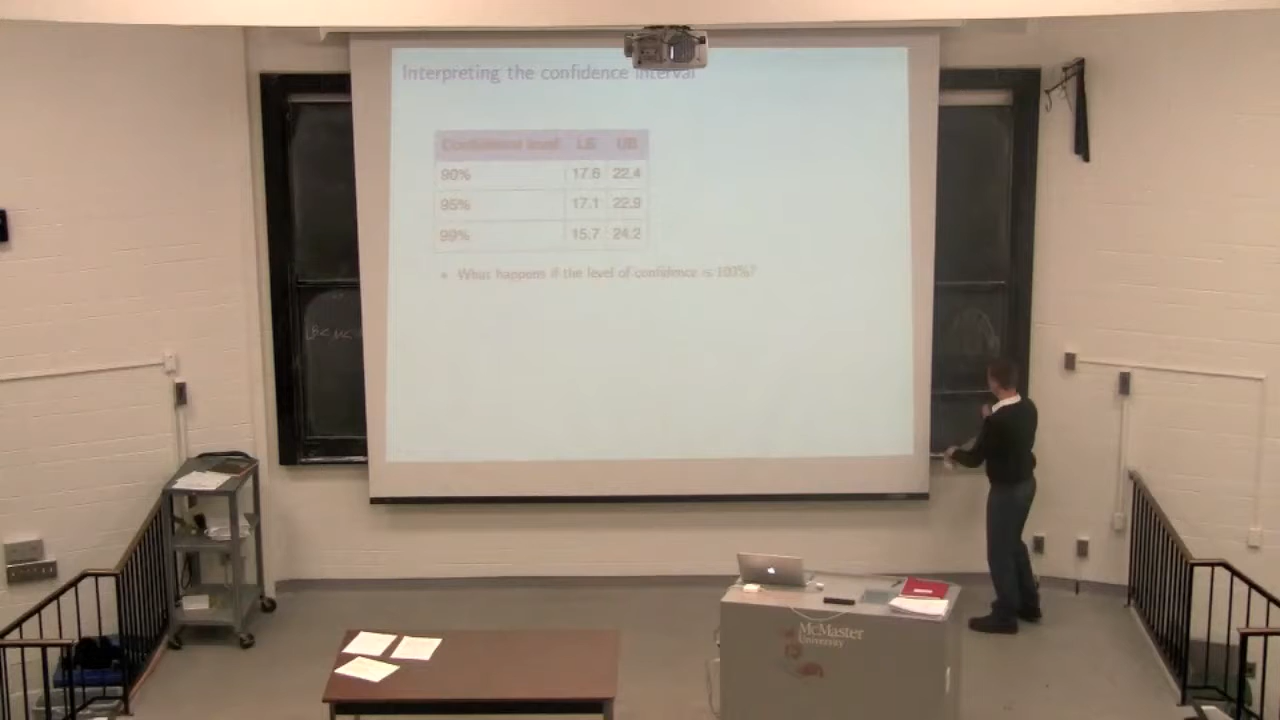 Interpreting the confidence interval
Confidence level LB UB
90% 17.6 22.4
95% 17.1 22.9
99% 15.7 24.2
• What happens if the level of confidence is 100%?
LB < μ <
McMaster
University